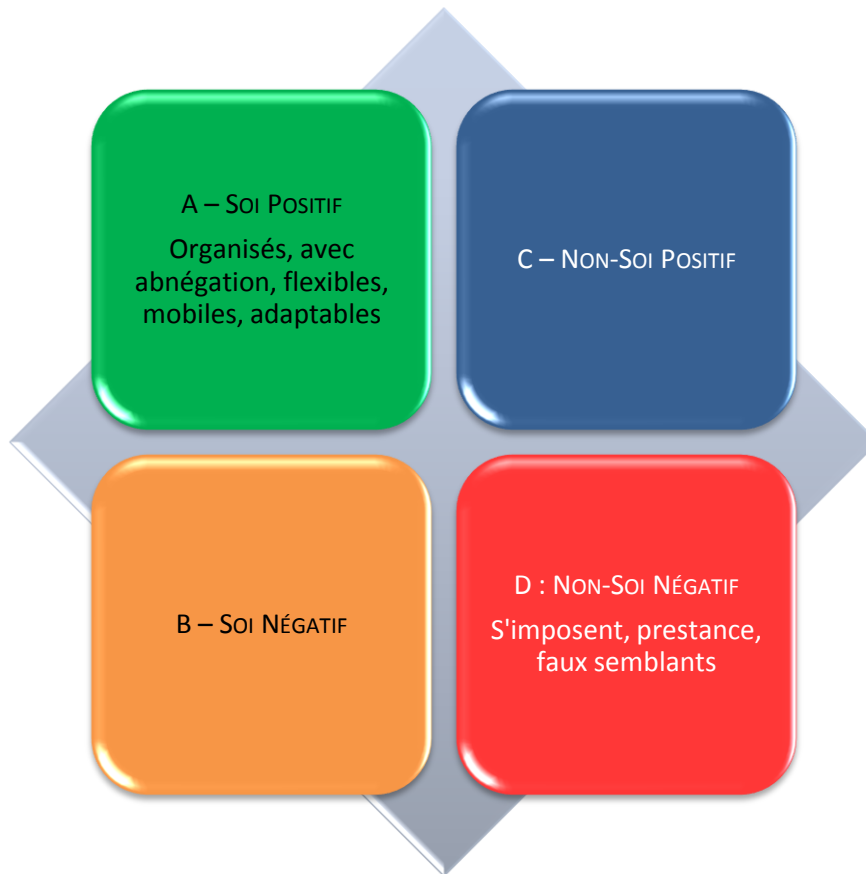 A – Soi Positif
Organisés, avec
abnégation, flexibles,
mobiles, adaptables
C – Non-Soi Positif
B – Soi Négatif
D : Non-Soi Négatif
S'imposent, prestance,
faux semblants